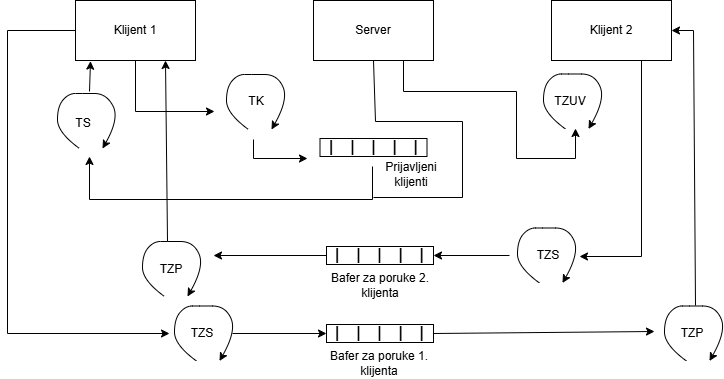 Klijent 1
Server
Klijent 2
TS
TK
TZUV
Prijavljeni
klijenti
TZP
TZS
Bafer za poruke 2.
klijenta
TZS
TZP
Bafer za poruke 1.
klijenta